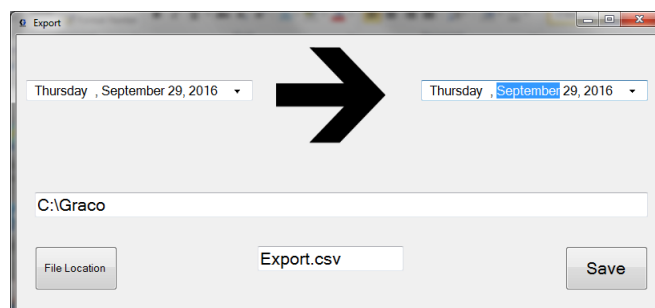 Export
Thursday , September 29, 2016
Thursday , September 29, 2016
C:\Graco
File Location
Export.csv
Save